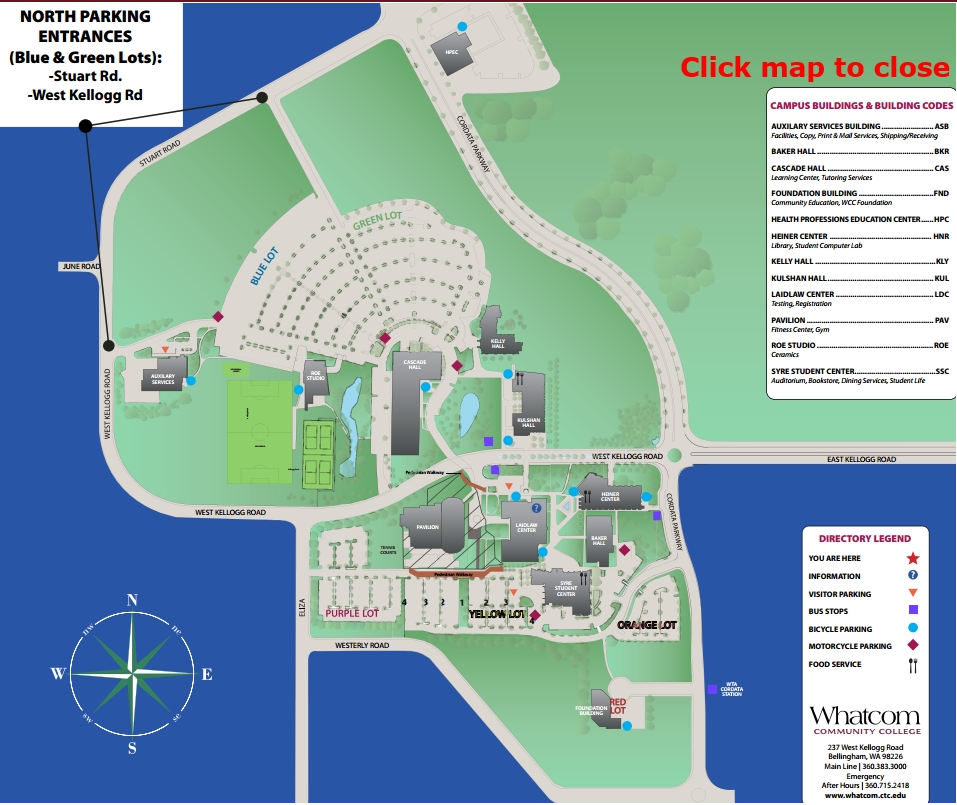 NORTH PARKING
ENTRANCES
(Blue & Green Lots):
-Stuart Rd.
-West Kellogg Rd
Click map to close
HPEC
CORDATA PARKWAY
STUART ROAD
GREEN LOT
BLUE LOT
JUNE ROAD
WEST KELLOGG ROAD
AUXILARY
SERVICES
ROE
STUDIO
CASCADE
HALL
KELLY
HALL
KULSHAN
HALL
WEST KELLOGG ROAD
EAST KELLOGG ROAD
Pedestrian Walkway
HEINER
CENTER
CORDATA PARKWAY
WEST KELLOGG ROAD
PAVILION
LAIDLAW
CENTER
?
BAKER
HALL
TENNIS
COURTS
Pedestrian Walkway
SYRE
STUDENT
CENTER
ELIZA
PURPLE LOT
4 3 2 1 2 3
4
YELLOW LOT
ORANGE LOT
WESTERLY ROAD
FOUNDATION
BUILDING
RED
LOT
WTA
CORDATA
STATION
N
nw
ne
W
E
sw
se
S
CAMPUS BUILDINGS & BUILDING CODES
AUXILARY SERVICES BUILDING........................ASB
Facilities, Copy, Print & Mail Services, Shipping/Receiving
BAKER HALL ................................................BKR
CASCADE HALL ............................................CAS
Learning Center, Tutoring Services
FOUNDATION BUILDING ...............................FND
Community Education, WCC Foundation
HEALTH PROFESSIONS EDUCATION CENTER......HPC
HEINER CENTER ..........................................HNR
Library, Student Computer Lab
KELLY HALL .................................................KLY
KULSHAN HALL ............................................KUL
LAIDLAW CENTER ........................................LDC
Testing, Registration
PAVILION ....................................................PAV
Fitness Center, Gym
ROE STUDIO ................................................ROE
Ceramics
SYRE STUDENT CENTER.................................SSC
Auditorium, Bookstore, Dining Services, Student Life
DIRECTORY LEGEND
YOU ARE HERE
INFORMATION ?
VISITOR PARKING
BUS STOPS
BICYCLE PARKING
MOTORCYCLE PARKING
FOOD SERVICE
Whatcom
COMMUNITY COLLEGE
237 West Kellogg Road
Bellingham, WA 98226
Main Line | 360.383.3000
Emergency
After Hours | 360.715.2418
www.whatcom.ctc.edu